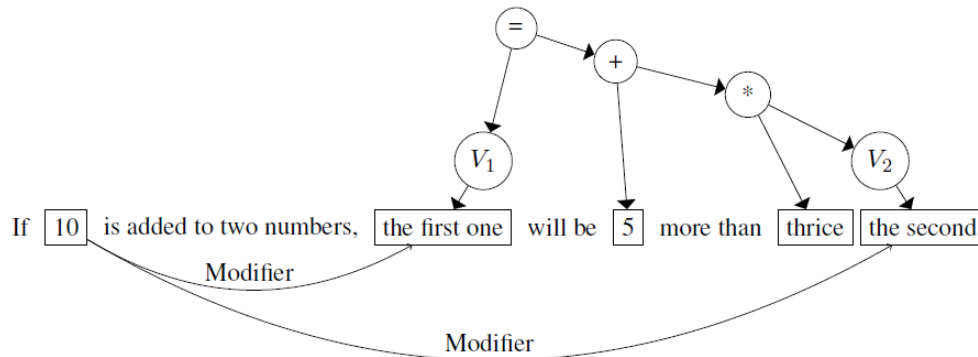 =
+
*
V₁
V₂
If 10 is added to two numbers, the first one will be 5 more than thrice the second
Modifier
Modifier